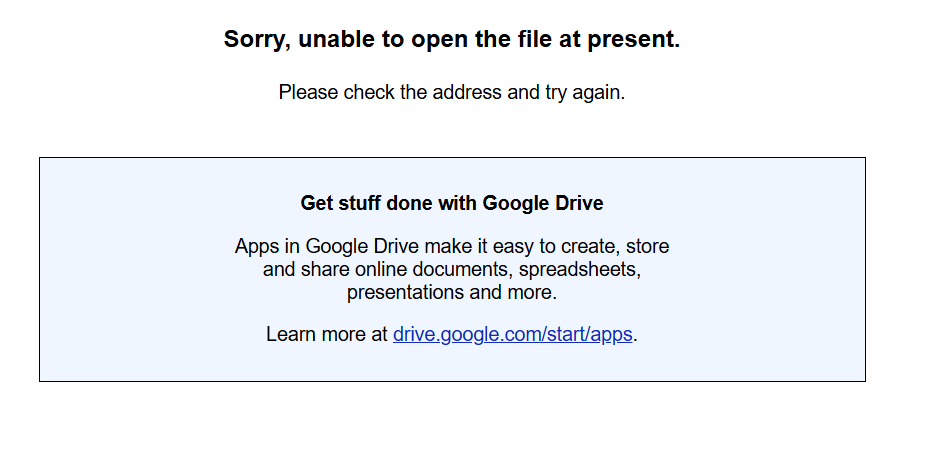 Sorry, unable to open the file at present.
Please check the address and try again.
Get stuff done with Google Drive
Apps in Google Drive make it easy to create, store
and share online documents, spreadsheets,
presentations and more.
Learn more at drive.google.com/start/apps.